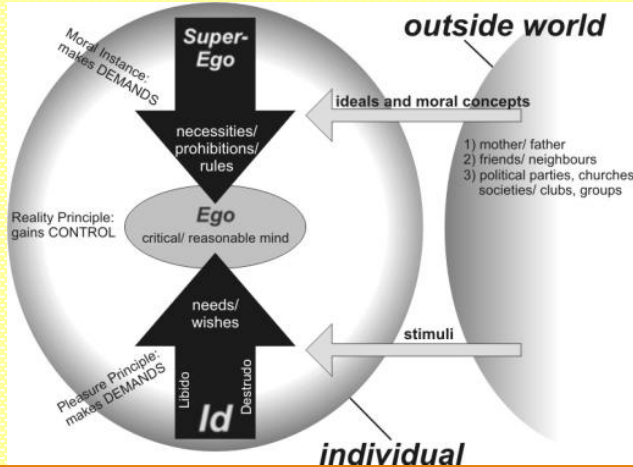 outside world
Moral Instance:
makes DEMANDS
Super-
Ego
ideals and moral concepts
necessities/
prohibitions/
rules
1) mother/ father
2) friends/ neighbours
3) political parties, churches,
societies/ clubs, groups
Reality Principle:
gains CONTROL
Ego
critical/ reasonable mind
needs/
wishes
stimuli
Pleasure Principle:
makes DEMANDS
Libido
Destrudo
Id
individual